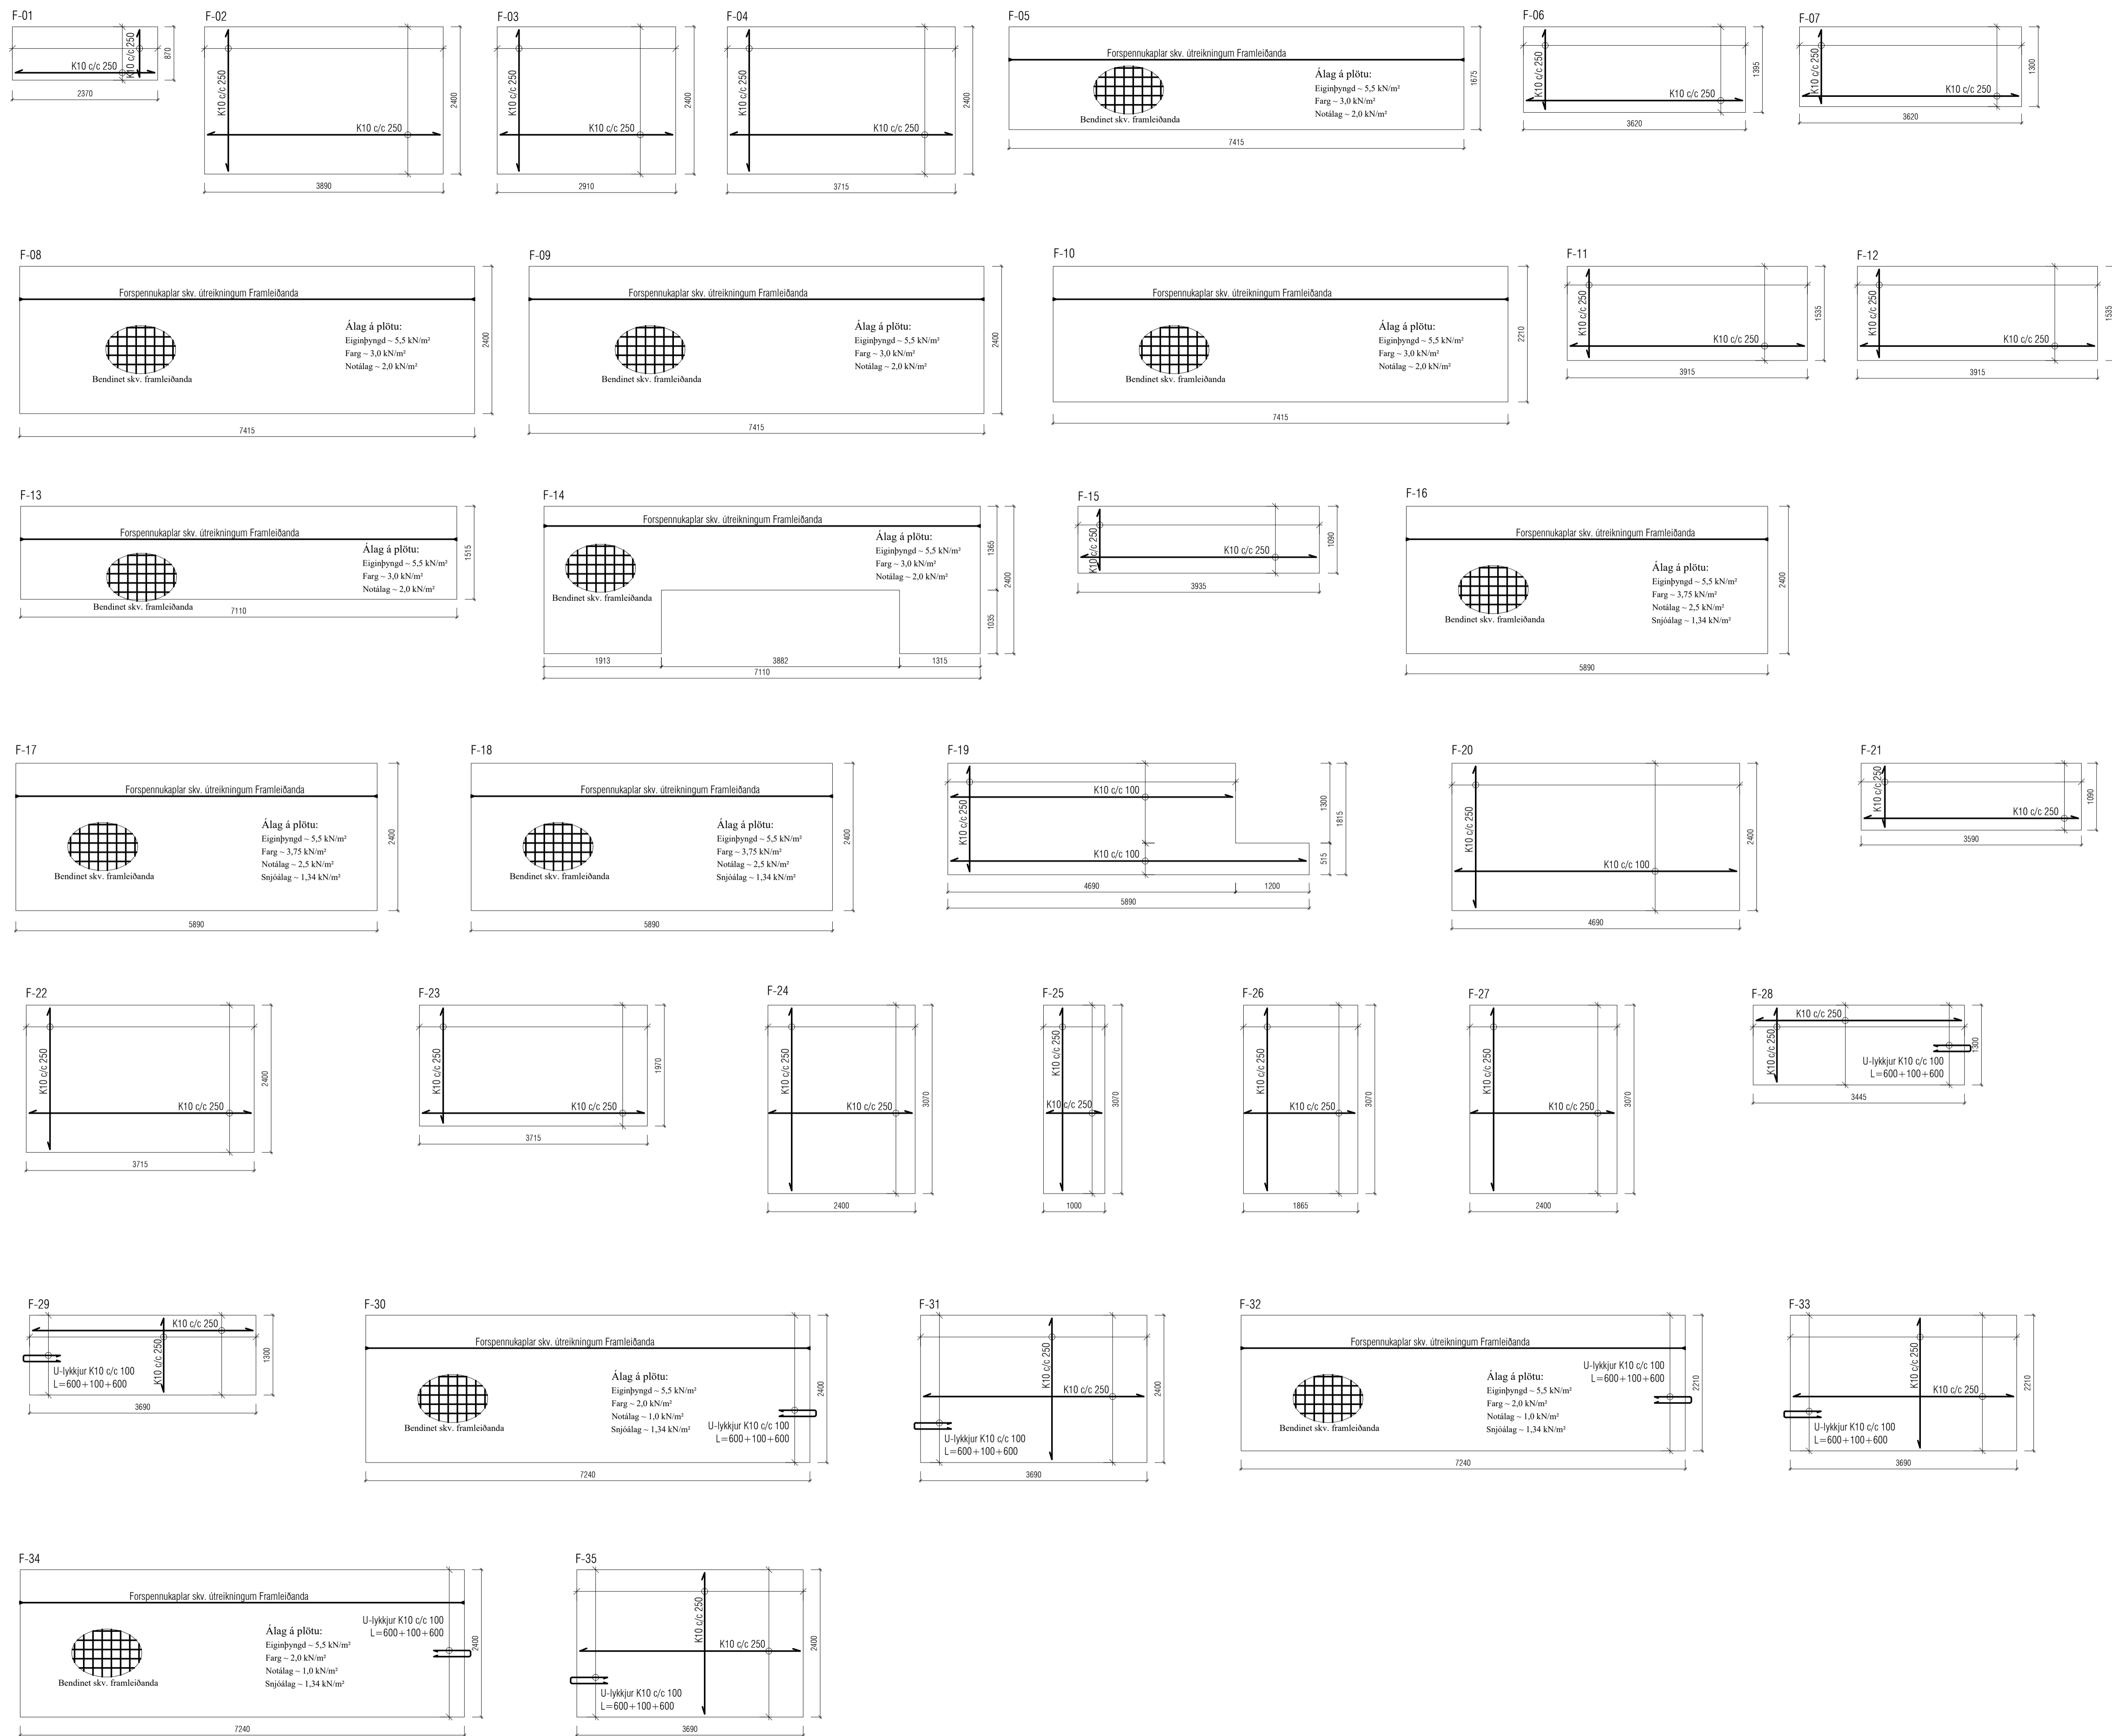 F-01
K10 c/c 250
K10 c/c 250
870
2370
F-02
K10 c/c 250
K10 c/c 250
2400
3890
F-03
K10 c/c 250
K10 c/c 250
2400
2910
F-04
K10 c/c 250
K10 c/c 250
2400
3715
F-05
Forspennukaplar skv. útreikningum Framleiðanda
Bendinet skv. framleiðanda
Álag á plötu:
Eiginþyngd ~ 5,5 kN/m²
Farg ~ 3,0 kN/m²
Notálag ~ 2,0 kN/m²
1675
7415
F-06
K10 c/c 250
K10 c/c 250
1395
3620
F-07
K10 c/c 250
K10 c/c 250
1300
3620
F-08
Forspennukaplar skv. útreikningum Framleiðanda
Bendinet skv. framleiðanda
Álag á plötu:
Eiginþyngd ~ 5,5 kN/m²
Farg ~ 3,0 kN/m²
Notálag ~ 2,0 kN/m²
2400
7415
F-09
Forspennukaplar skv. útreikningum Framleiðanda
Bendinet skv. framleiðanda
Álag á plötu:
Eiginþyngd ~ 5,5 kN/m²
Farg ~ 3,0 kN/m²
Notálag ~ 2,0 kN/m²
2400
7415
F-10
Forspennukaplar skv. útreikningum Framleiðanda
Bendinet skv. framleiðanda
Álag á plötu:
Eiginþyngd ~ 5,5 kN/m²
Farg ~ 3,0 kN/m²
Notálag ~ 2,0 kN/m²
2210
7415
F-11
K10 c/c 250
K10 c/c 250
1535
3915
F-12
K10 c/c 250
K10 c/c 250
1535
3915
F-13
Forspennukaplar skv. útreikningum Framleiðanda
Bendinet skv. framleiðanda
Álag á plötu:
Eiginþyngd ~ 5,5 kN/m²
Farg ~ 3,0 kN/m²
Notálag ~ 2,0 kN/m²
1515
7110
F-14
Forspennukaplar skv. útreikningum Framleiðanda
Bendinet skv. framleiðanda
Álag á plötu:
Eiginþyngd ~ 5,5 kN/m²
Farg ~ 3,0 kN/m²
Notálag ~ 2,0 kN/m²
1365
1035
2400
1913
3882
1315
7110
F-15
K10 c/c 250
K10 c/c 250
1090
3935
F-16
Forspennukaplar skv. útreikningum Framleiðanda
Bendinet skv. framleiðanda
Álag á plötu:
Eiginþyngd ~ 5,5 kN/m²
Farg ~ 3,75 kN/m²
Notálag ~ 2,5 kN/m²
Snjóálag ~ 1,34 kN/m²
2400
5890
F-17
Forspennukaplar skv. útreikningum Framleiðanda
Bendinet skv. framleiðanda
Álag á plötu:
Eiginþyngd ~ 5,5 kN/m²
Farg ~ 3,75 kN/m²
Notálag ~ 2,5 kN/m²
Snjóálag ~ 1,34 kN/m²
2400
5890
F-18
Forspennukaplar skv. útreikningum Framleiðanda
Bendinet skv. framleiðanda
Álag á plötu:
Eiginþyngd ~ 5,5 kN/m²
Farg ~ 3,75 kN/m²
Notálag ~ 2,5 kN/m²
Snjóálag ~ 1,34 kN/m²
2400
5890
F-19
K10 c/c 250
K10 c/c 100
K10 c/c 100
1300
515
1815
4690
1200
5890
F-20
K10 c/c 250
K10 c/c 100
2400
4690
F-21
K10 c/c 250
K10 c/c 250
1090
3590
F-22
K10 c/c 250
K10 c/c 250
2400
3715
F-23
K10 c/c 250
K10 c/c 250
1970
3715
F-24
K10 c/c 250
K10 c/c 250
3070
2400
F-25
K10 c/c 250
K10 c/c 250
3070
1000
F-26
K10 c/c 250
K10 c/c 250
3070
1865
F-27
K10 c/c 250
K10 c/c 250
3070
2400
F-28
K10 c/c 250
K10 c/c 250
U-lykkjur K10 c/c 100
L=600+100+600
1300
3445
F-29
K10 c/c 250
K10 c/c 250
U-lykkjur K10 c/c 100
L=600+100+600
1300
3690
F-30
Forspennukaplar skv. útreikningum Framleiðanda
Bendinet skv. framleiðanda
Álag á plötu:
Eiginþyngd ~ 5,5 kN/m²
Farg ~ 2,0 kN/m²
Notálag ~ 1,0 kN/m²
Snjóálag ~ 1,34 kN/m²
U-lykkjur K10 c/c 100
L=600+100+600
2400
7240
F-31
K10 c/c 250
K10 c/c 250
U-lykkjur K10 c/c 100
L=600+100+600
2400
3690
F-32
Forspennukaplar skv. útreikningum Framleiðanda
Bendinet skv. framleiðanda
Álag á plötu:
Eiginþyngd ~ 5,5 kN/m²
Farg ~ 2,0 kN/m²
Notálag ~ 1,0 kN/m²
Snjóálag ~ 1,34 kN/m²
U-lykkjur K10 c/c 100
L=600+100+600
2210
7240
F-33
K10 c/c 250
K10 c/c 250
U-lykkjur K10 c/c 100
L=600+100+600
2210
3690
F-34
Forspennukaplar skv. útreikningum Framleiðanda
Bendinet skv. framleiðanda
Álag á plötu:
Eiginþyngd ~ 5,5 kN/m²
Farg ~ 2,0 kN/m²
Notálag ~ 1,0 kN/m²
Snjóálag ~ 1,34 kN/m²
U-lykkjur K10 c/c 100
L=600+100+600
2400
7240
F-35
K10 c/c 250
K10 c/c 250
U-lykkjur K10 c/c 100
L=600+100+600
2400
3690